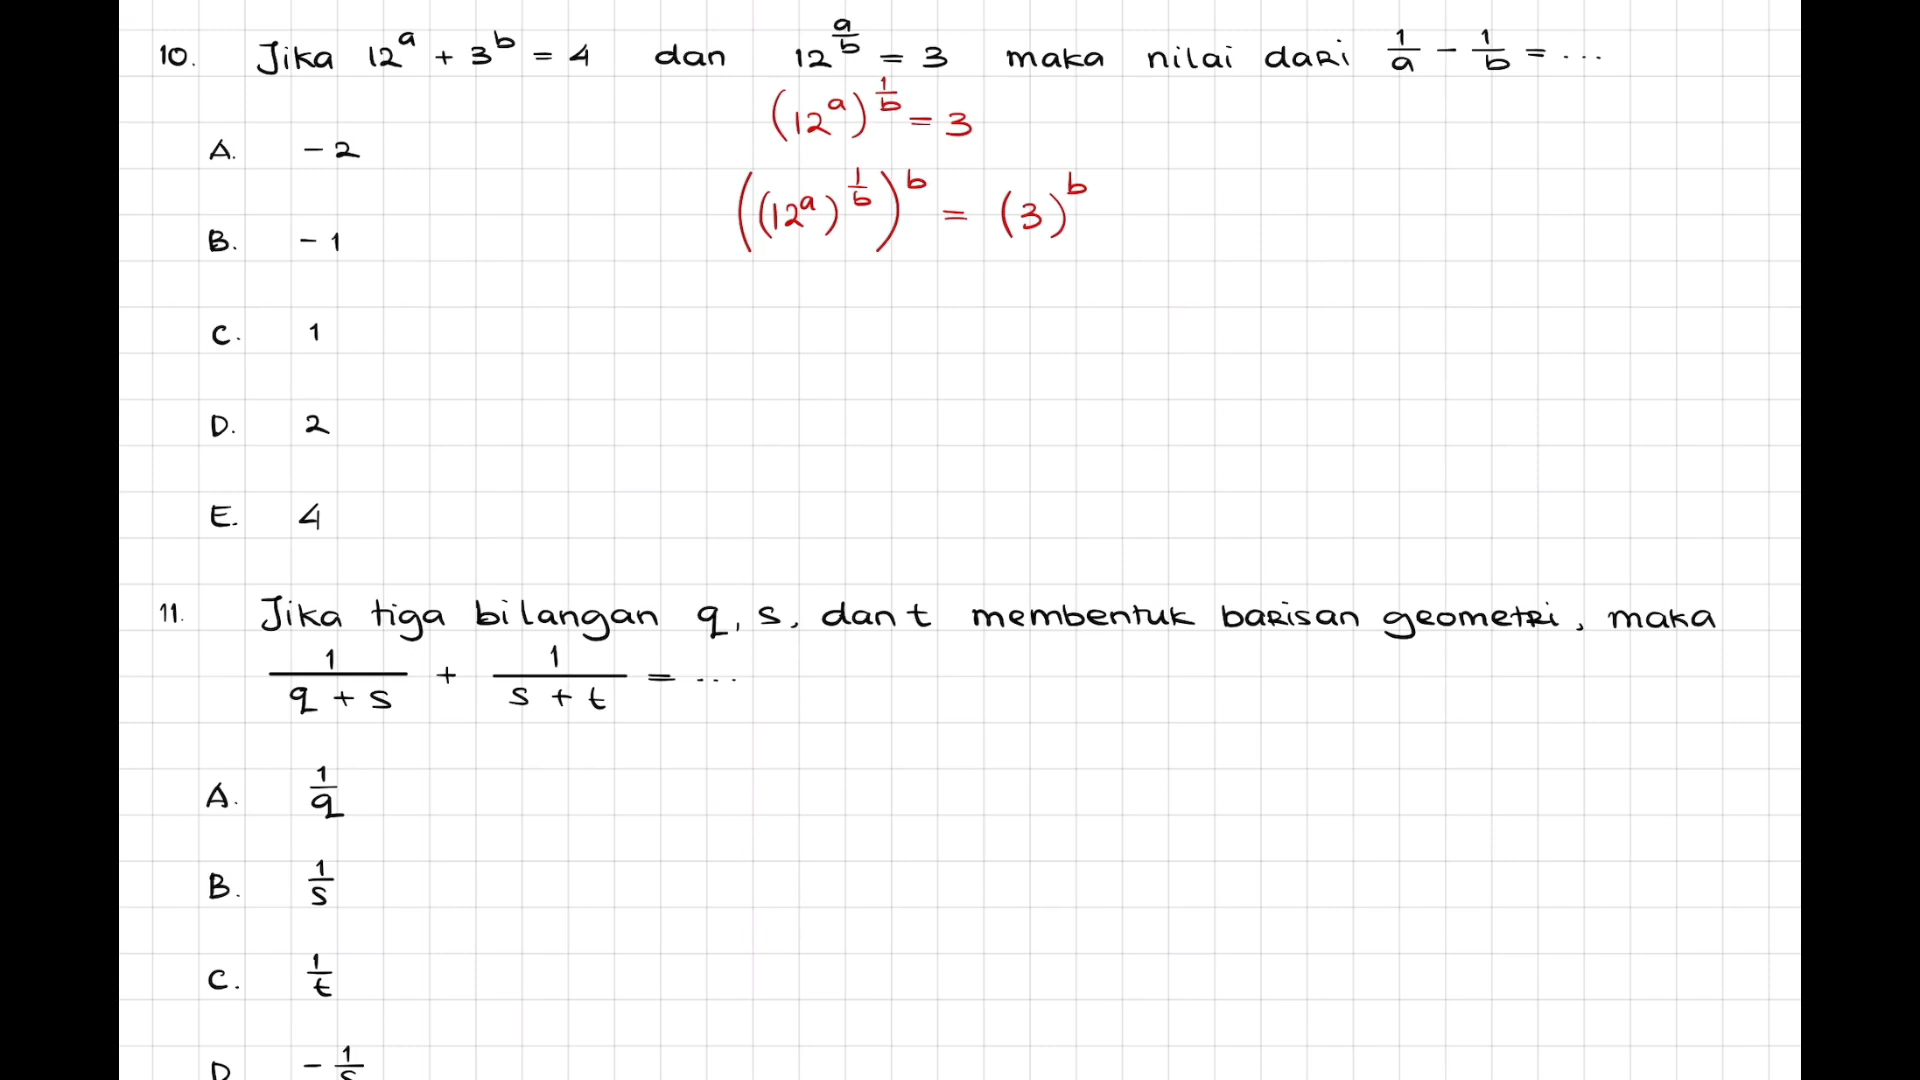 10. Jika 12^a + 3^b = 4 dan 12^(a/b) = 3 maka nilai dari 1/a - 1/b = ...
(12^a)^(1/b) = 3
A. -2
((12^a)^(1/b))^b = (3)^b
B. -1
C. 1
D. 2
E. 4
11. Jika tiga bilangan q, s, dan t membentuk barisan geometri, maka
1/(q + s) + 1/(s + t) = ...
A. 1/q
B. 1/s
C. 1/t
D - 1/s